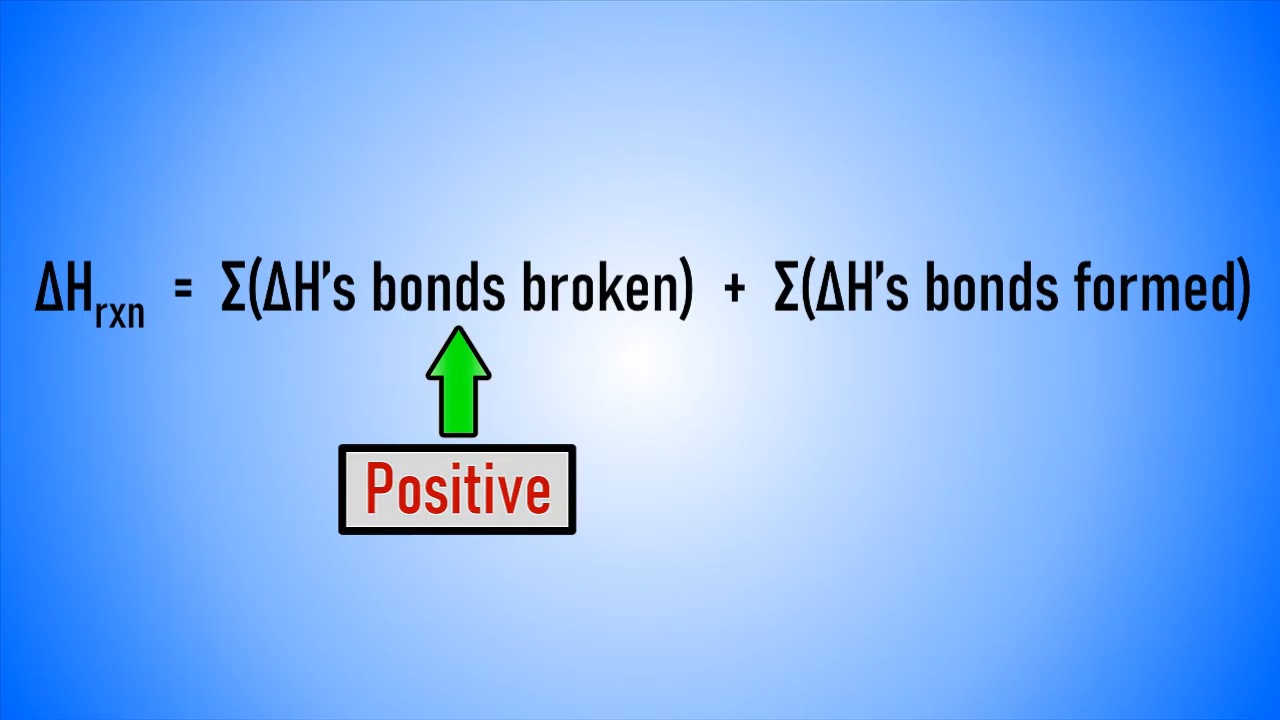 ΔHrxn = Σ(ΔH’s bonds broken) + Σ(ΔH’s bonds formed)
Positive